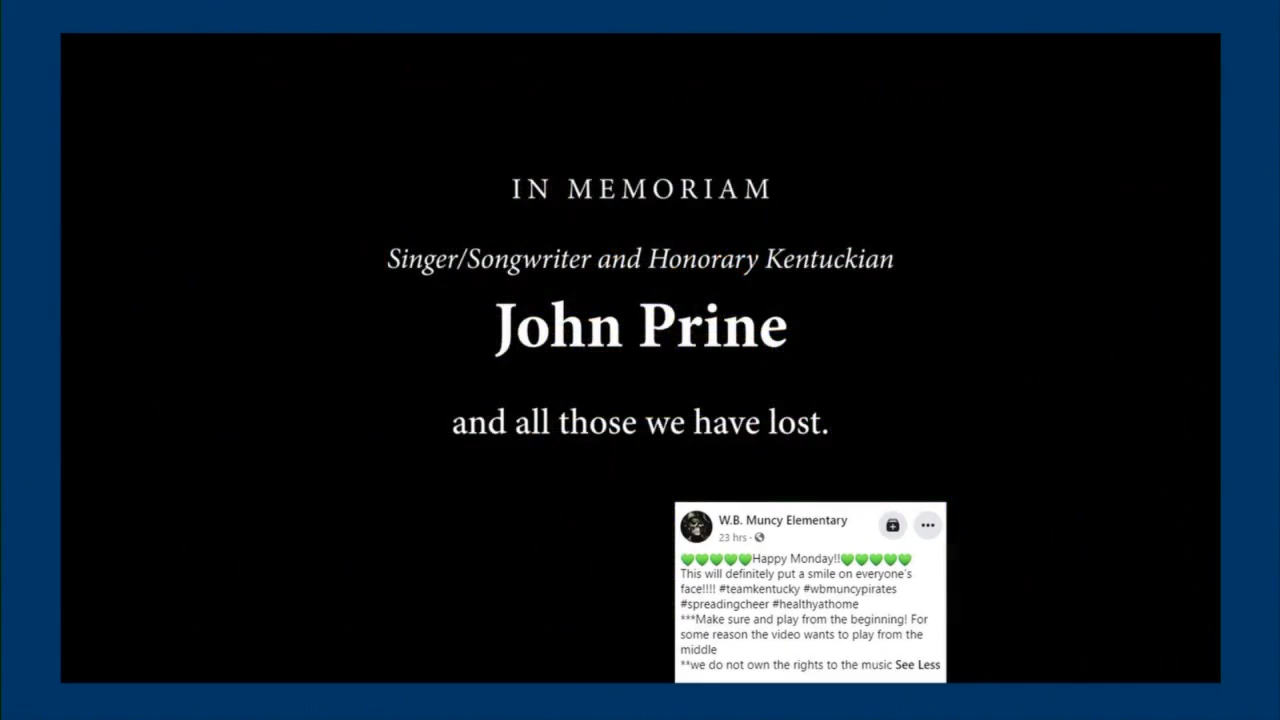 IN MEMORIAM
Singer/Songwriter and Honorary Kentuckian
John Prine
and all those we have lost.
W.B. Muncy Elementary
23 hrs ·
💚💚💚💚💚Happy Monday!!💚💚💚💚💚
This will definitely put a smile on everyone's
face!!!! #teamkentucky #wbmuncypirates
#spreadingcheer #healthyathome
***Make sure and play from the beginning! For
some reason the video wants to play from the
middle
**we do not own the rights to the music See Less